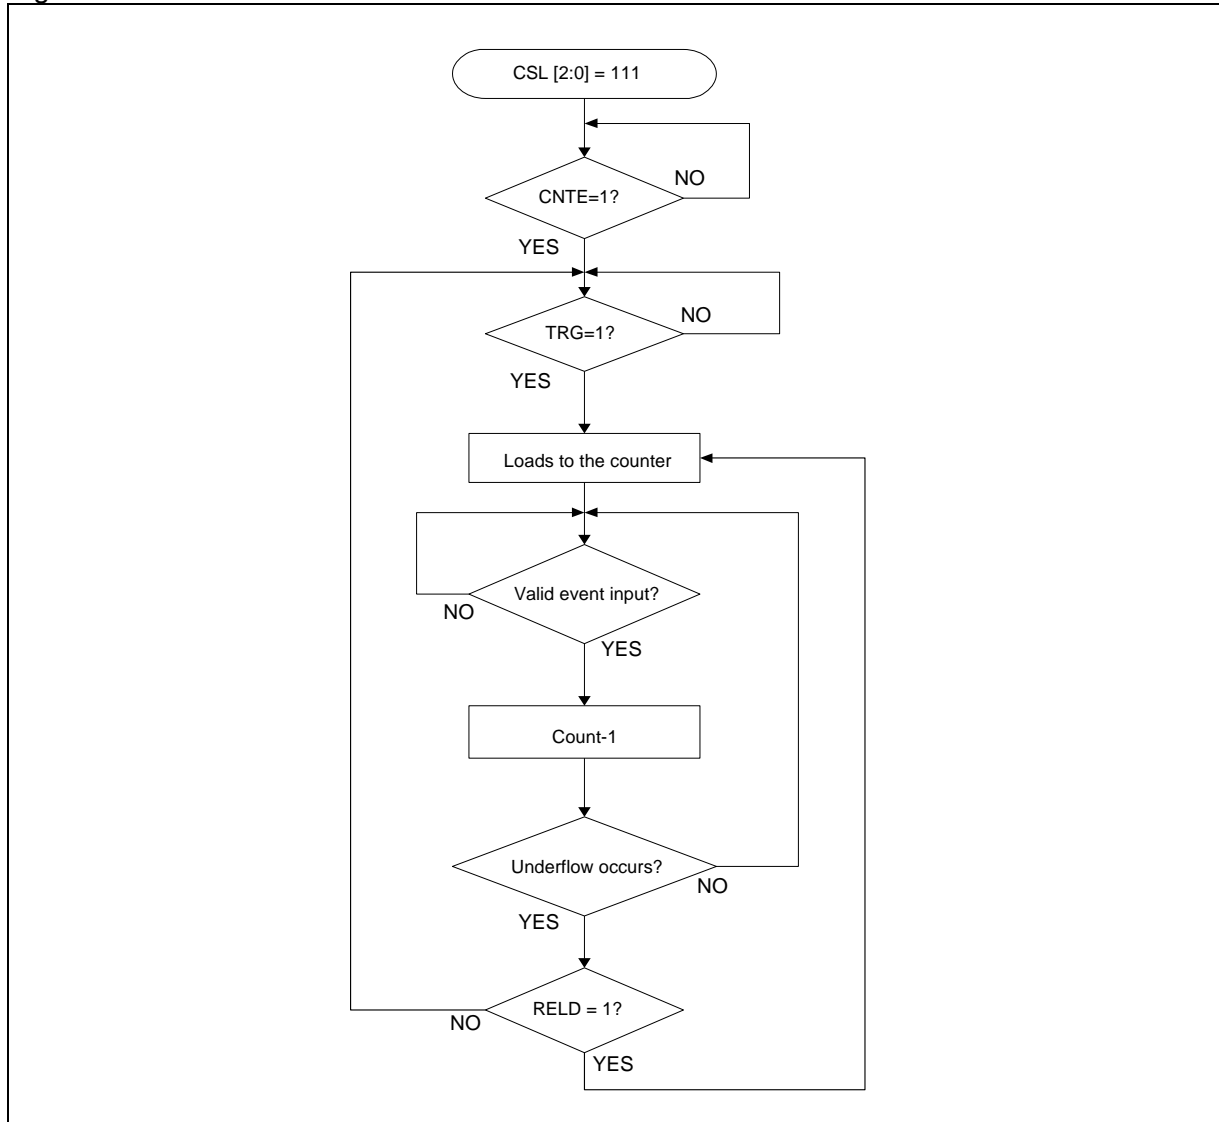 CSL [2:0] = 111
NO
CNTE=1?
YES
NO
TRG=1?
YES
Loads to the counter
Valid event input?
NO
YES
Count-1
Underflow occurs?
NO
YES
RELD = 1?
NO
YES